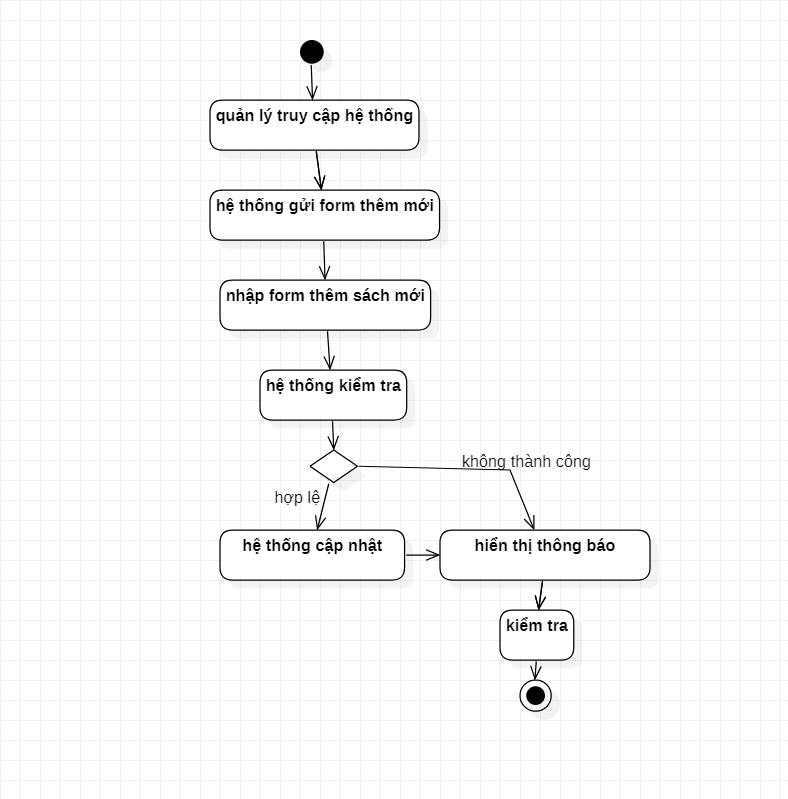 quản lý truy cập hệ thống
hệ thống gửi form thêm mới
nhập form thêm sách mới
hệ thống kiểm tra
không thành công
hợp lệ
hệ thống cập nhật
hiển thị thông báo
kiểm tra